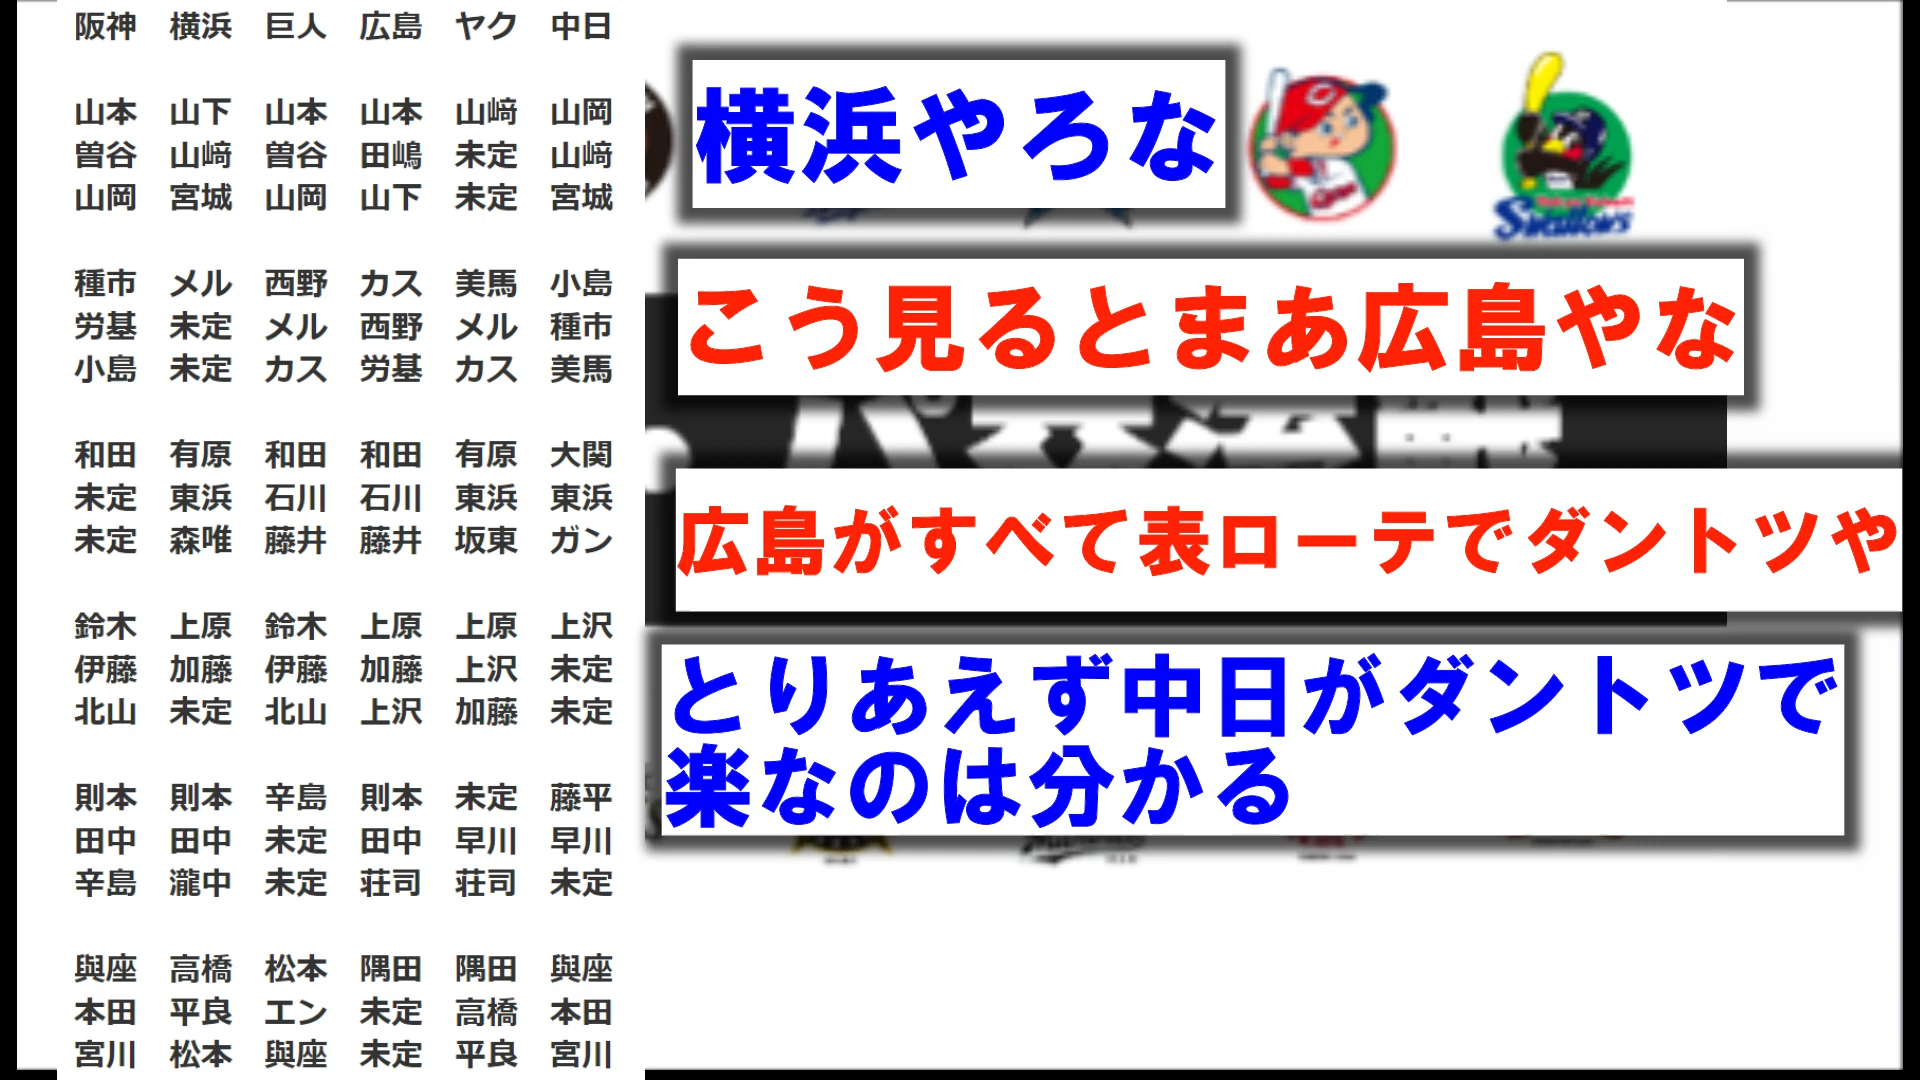 阪神 横浜 巨人 広島 ヤク 中日
山本 山下 山本 山本 山﨑 山岡
曽谷 山﨑 曽谷 田嶋 未定 山﨑
山岡 宮城 山岡 山下 未定 宮城
種市 メル 西野 カス 美馬 小島
労基 未定 メル 西野 メル 種市
小島 未定 カス 労基 カス 美馬
和田 有原 和田 和田 有原 大関
未定 東浜 石川 石川 東浜 東浜
未定 森唯 藤井 藤井 坂東 ガン
鈴木 上原 鈴木 上原 上原 上沢
伊藤 加藤 伊藤 加藤 上沢 未定
北山 未定 北山 上沢 加藤 未定
則本 則本 辛島 則本 未定 藤平
田中 田中 未定 田中 早川 早川
辛島 瀧中 未定 荘司 荘司 未定
與座 高橋 松本 隅田 隅田 與座
本田 平良 エン 未定 高橋 本田
宮川 松本 與座 未定 平良 宮川
横浜やろな
Swallows
こう見るとまあ広島やな
広島がすべて表ローテでダントツや
とりあえず中日がダントツで
楽なのは分かる